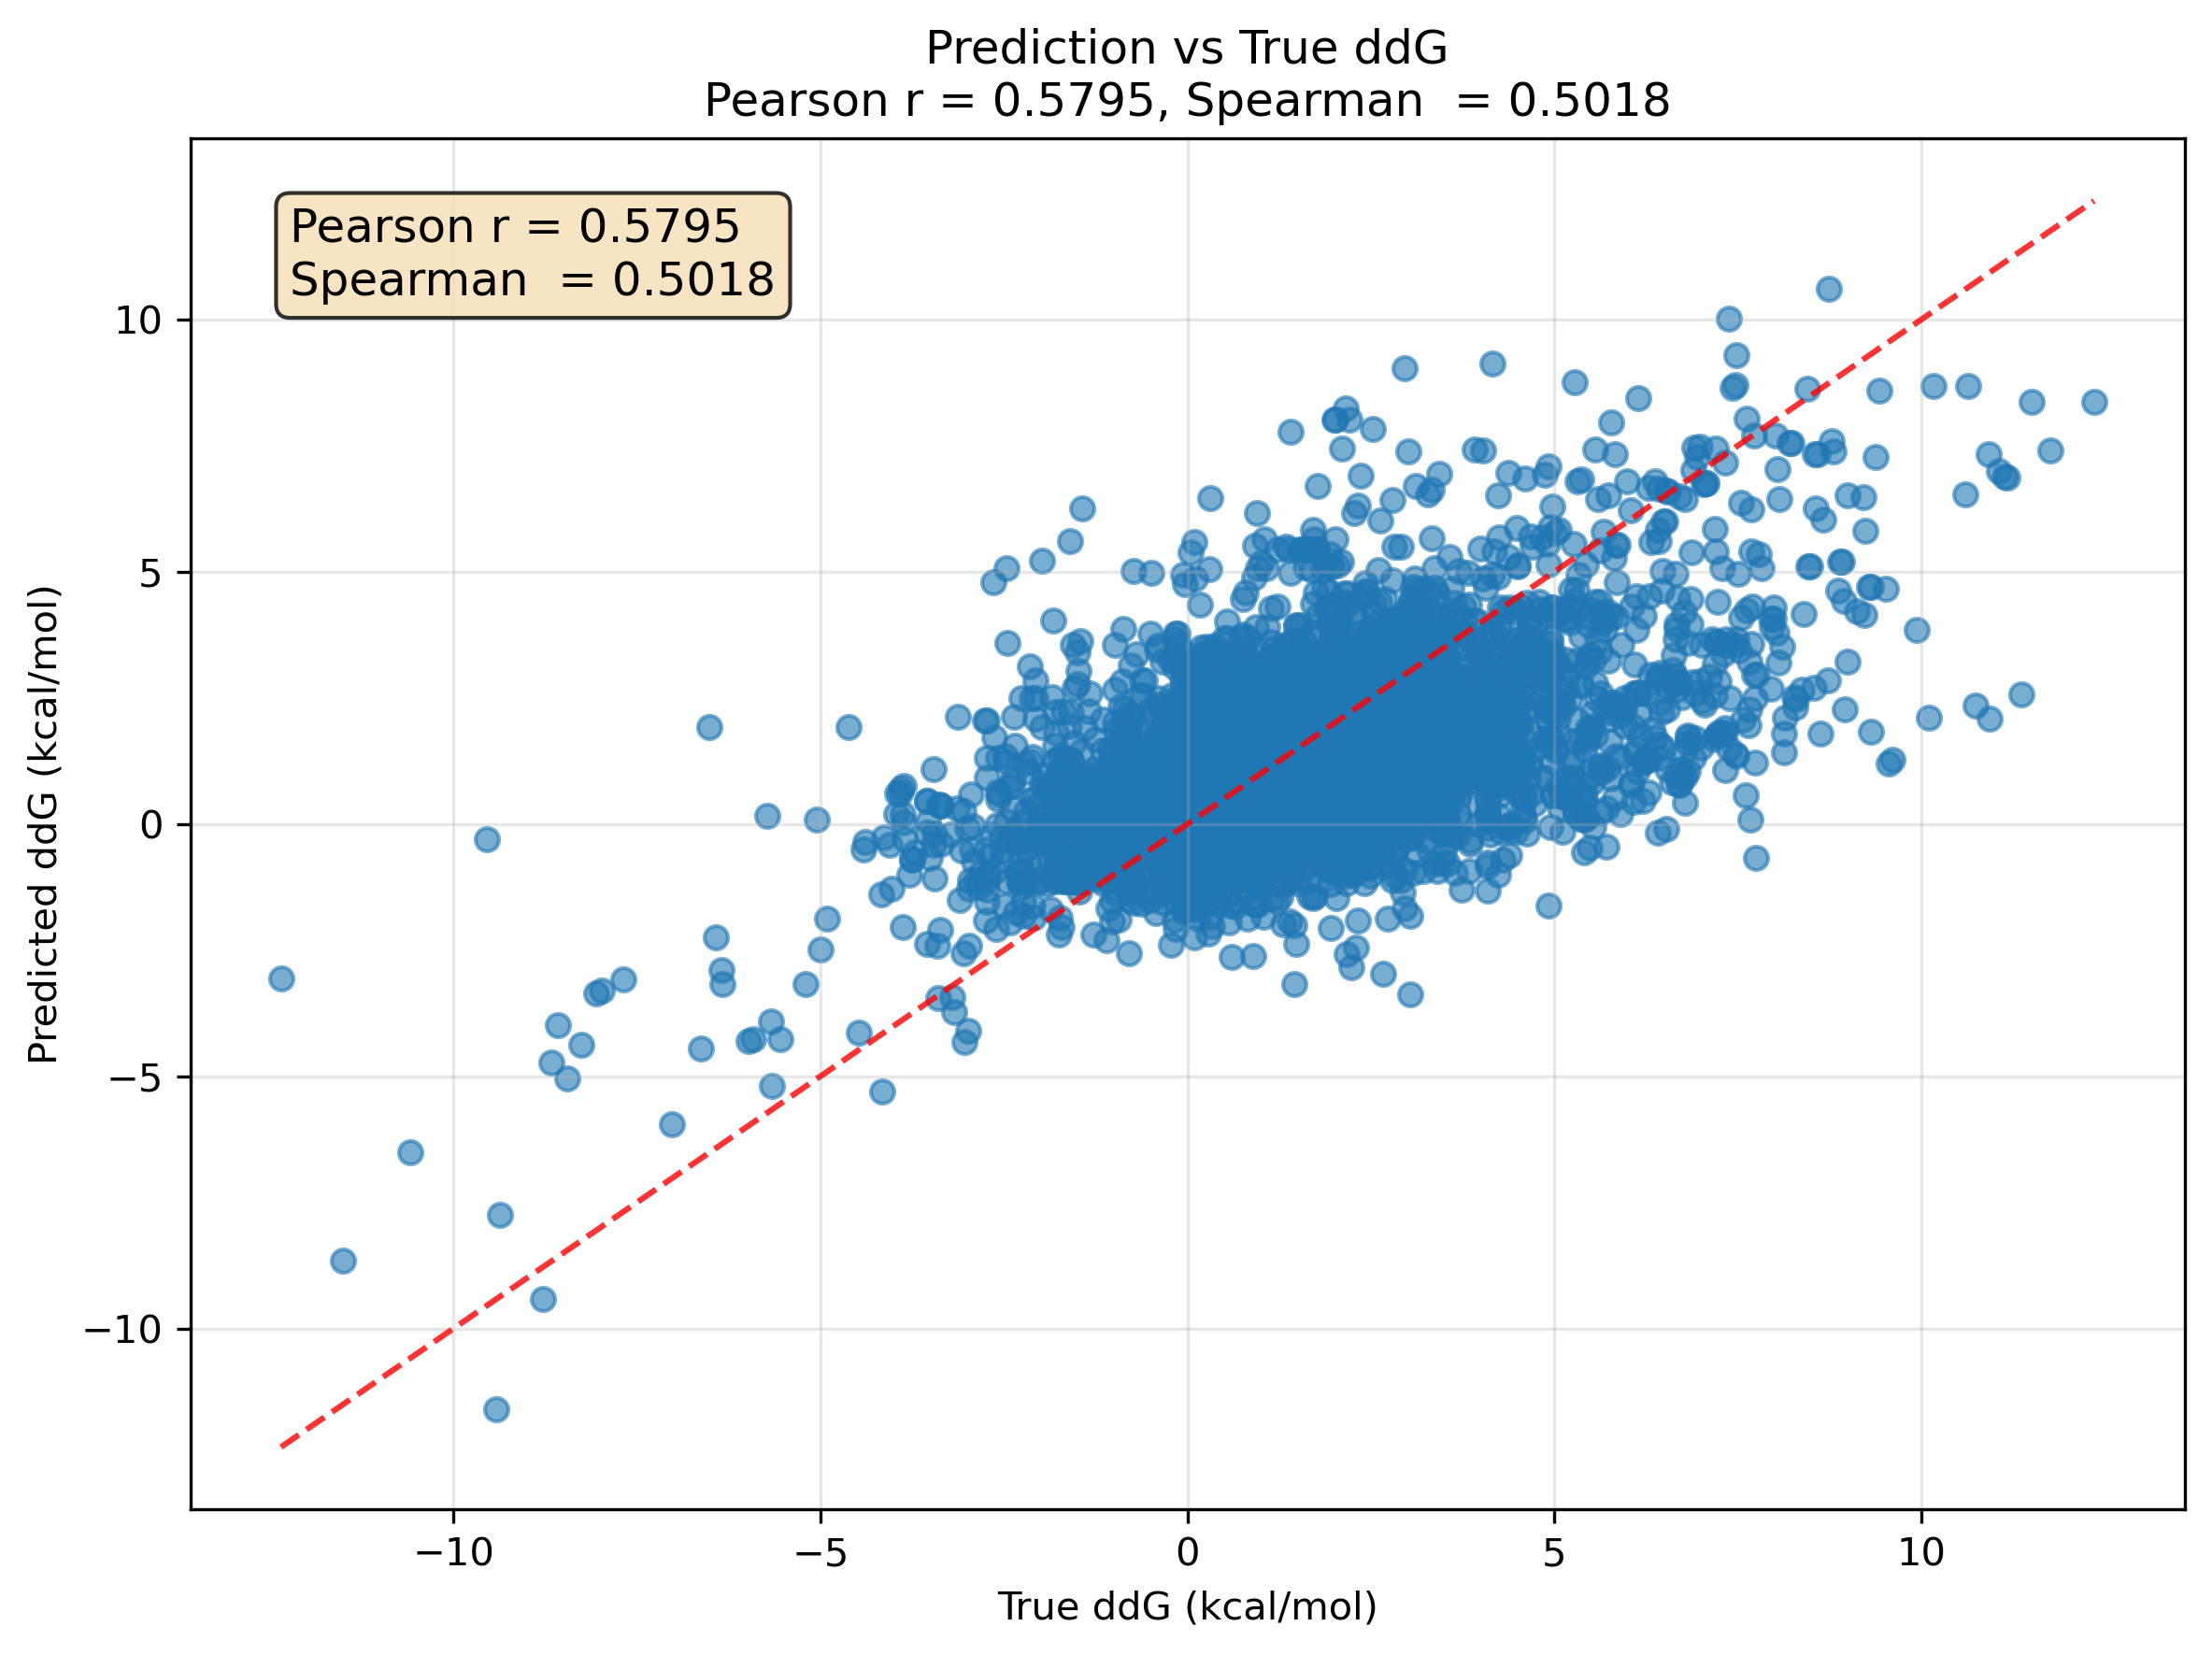 Prediction vs True ddG
Pearson r = 0.5795, Spearman  = 0.5018
Pearson r = 0.5795
Spearman  = 0.5018
10
5
0
−5
−10
Predicted ddG (kcal/mol)
−10
−5
0
5
10
True ddG (kcal/mol)